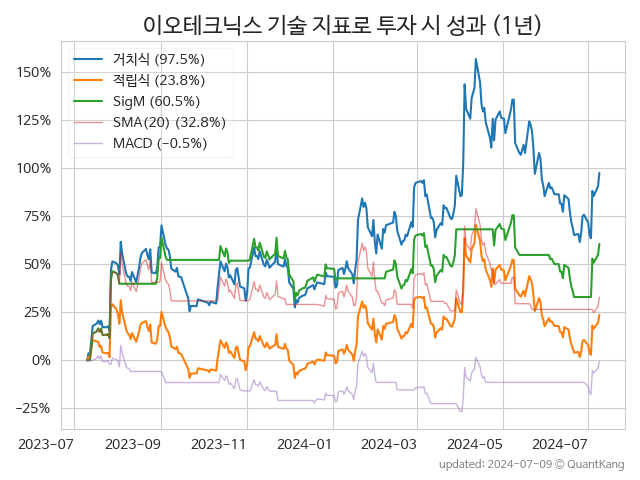 이오테크닉스 기술 지표로 투자 시 성과 (1년)
거치식 (97.5%)
적립식 (23.8%)
SigM (60.5%)
SMA(20) (32.8%)
MACD (−0.5%)
150%
125%
100%
75%
50%
25%
0%
−25%
2023-07 2023-09 2023-11 2024-01 2024-03 2024-05 2024-07
updated: 2024-07-09 © QuantKang